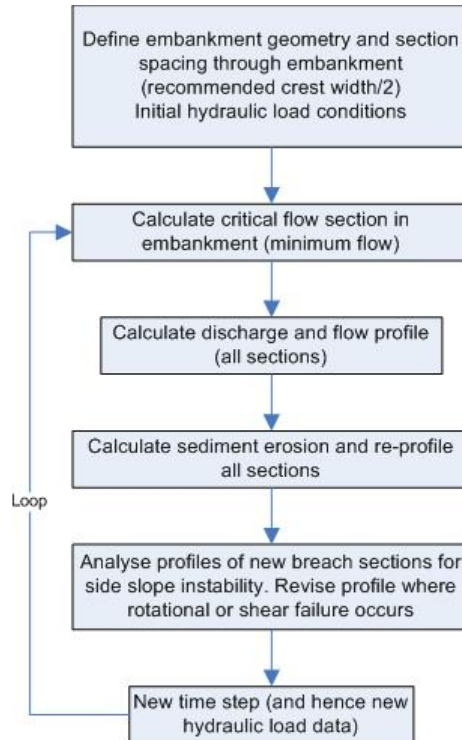 Define embankment geometry and section
spacing through embankment
(recommended crest width/2)
Initial hydraulic load conditions
Calculate critical flow section in
embankment (minimum flow)
Calculate discharge and flow profile
(all sections)
Calculate sediment erosion and re-profile
all sections
Loop
Analyse profiles of new breach sections for
side slope instability. Revise profile where
rotational or shear failure occurs
New time step (and hence new
hydraulic load data)